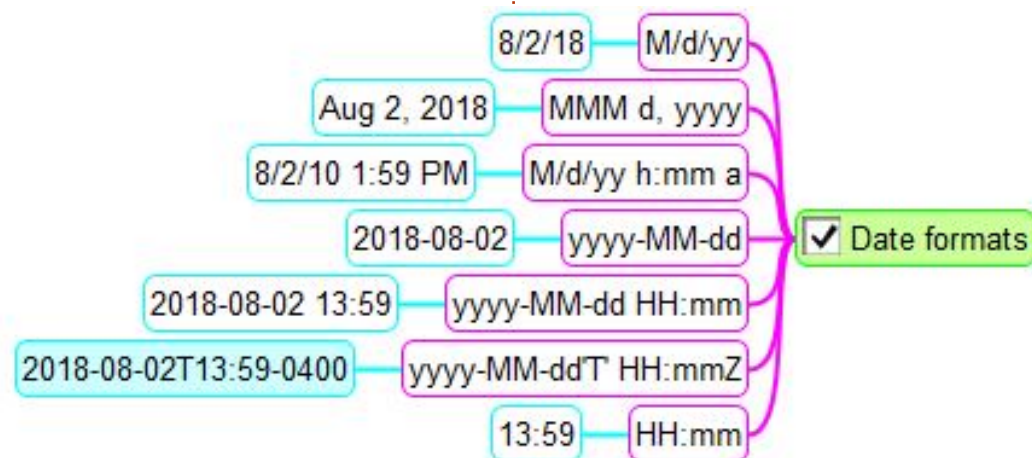 8/2/18 M/d/yy
Aug 2, 2018 MMM d, yyyy
8/2/10 1:59 PM M/d/yy h:mm a
2018-08-02 yyyy-MM-dd Date formats
2018-08-02 13:59 yyyy-MM-dd HH:mm
2018-08-02T13:59-0400 yyyy-MM-dd'T' HH:mmZ
13:59 HH:mm